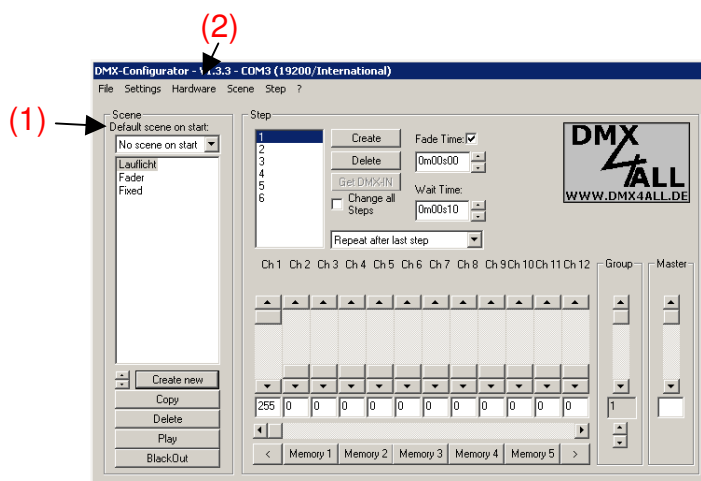 (2)
DMX-Configurator - V1.3.3 - COM3 (19200/International)
File Settings Hardware Scene Step ?
(1)
Scene
Default scene on start:
No scene on start
Lauflicht
Fader
Fixed
Create new
Copy
Delete
Play
BlackOut
Step
1
2
3
4
5
6
Create
Delete
Get DMX-IN
Change all
Steps
Fade Time:
0m00s00
Wait Time:
0m00s10
Repeat after last step
DMX
4
ALL
WWW.DMX4ALL.DE
Ch 1 Ch 2 Ch 3 Ch 4 Ch 5 Ch 6 Ch 7 Ch 8 Ch 9 Ch 10 Ch 11 Ch 12
255 0 0 0 0 0 0 0 0 0 0 0
< Memory 1 Memory 2 Memory 3 Memory 4 Memory 5 >
Group
1
Master